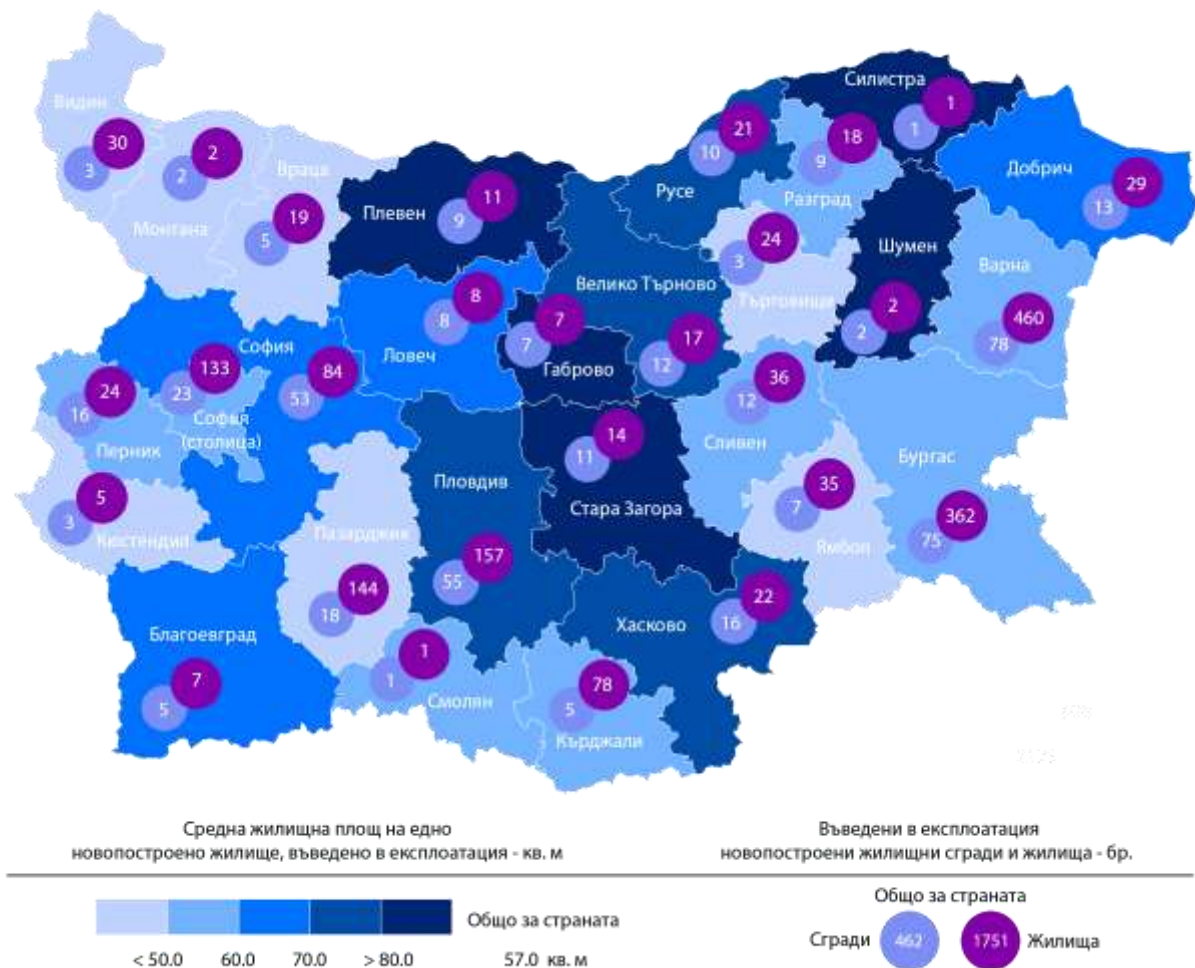 Видин
30
3
2
2
Монтана
Враца
19
5
Плевен
11
9
Силистра
1
1
21
10
Русе
18
9
Разград
Добрич
29
13
24
3
Търговище
Шумен
2
2
Варна
460
78
Велико Търново
17
12
8
8
Ловеч
7
7
Габрово
София
133
23
София
(столица)
84
53
24
16
Перник
5
3
Кюстендил
36
12
Сливен
Бургас
362
75
35
7
Ямбол
14
11
Стара Загора
Пловдив
157
55
Пазарджик
144
18
Хасково
22
16
Благоевград
7
5
1
1
Смолян
78
5
Кърджали
Средна жилищна площ на едно
новопостроено жилище, въведено в експлоатация - кв. м
Въведени в експлоатация
новопостроени жилищни сгради и жилища - бр.
Общо за страната
< 50.0 60.0 70.0 > 80.0 57.0 кв. м
Общо за страната
Сгради 462 1751 Жилища